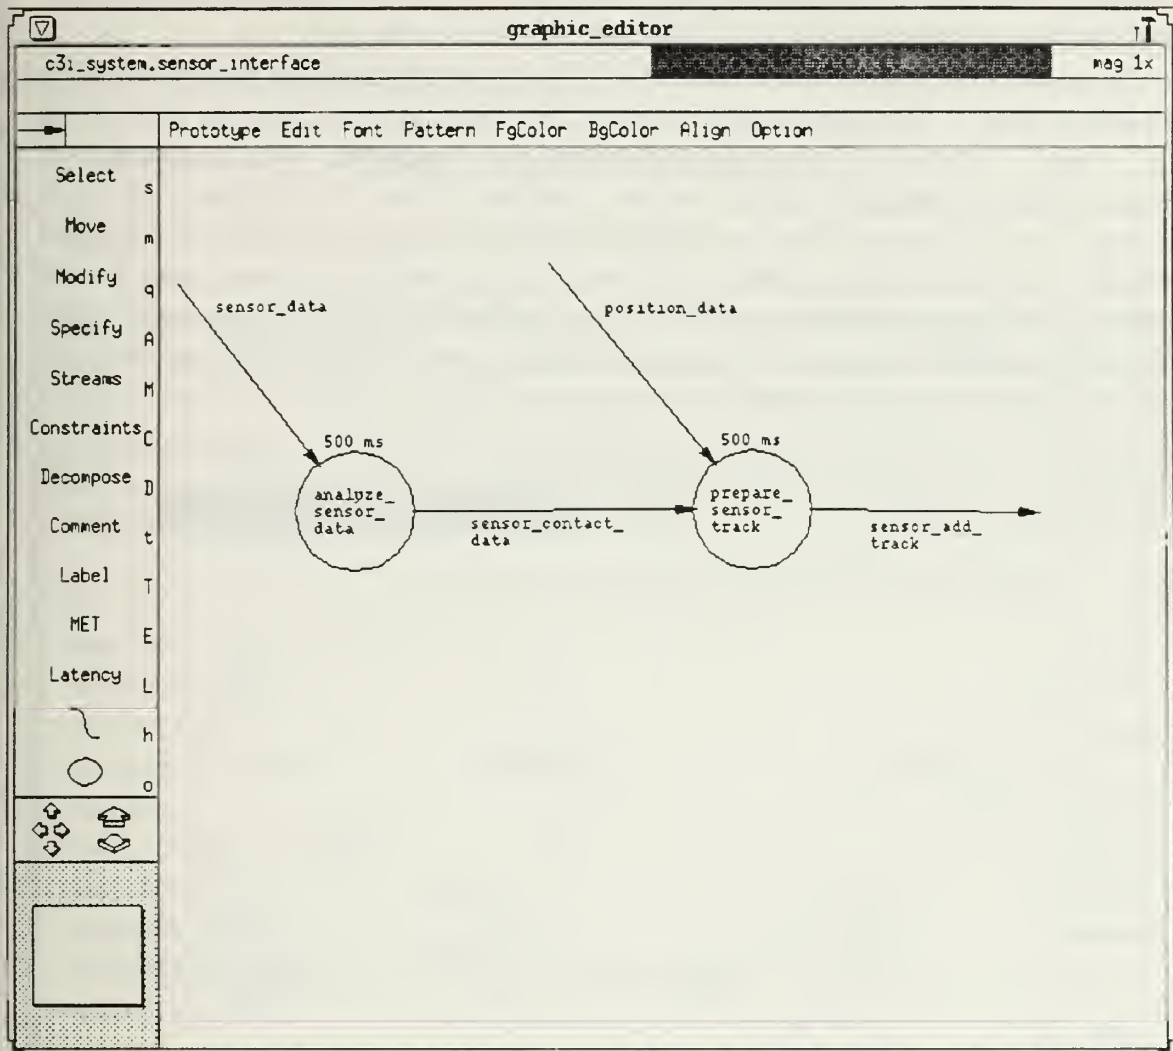 graphic_editor
c3i_system.sensor_interface
mag 1x
Prototype Edit Font Pattern FgColor BgColor Align Option
Select s
Move m
Modify q
Specify A
Streams M
Constraints C
Decompose D
Comment t
Label T
MET E
Latency L
h
o
sensor_data
position_data
500 ms
analyze_
sensor_
data
sensor_contact_
data
500 ms
prepare_
sensor_
track
sensor_add_
track